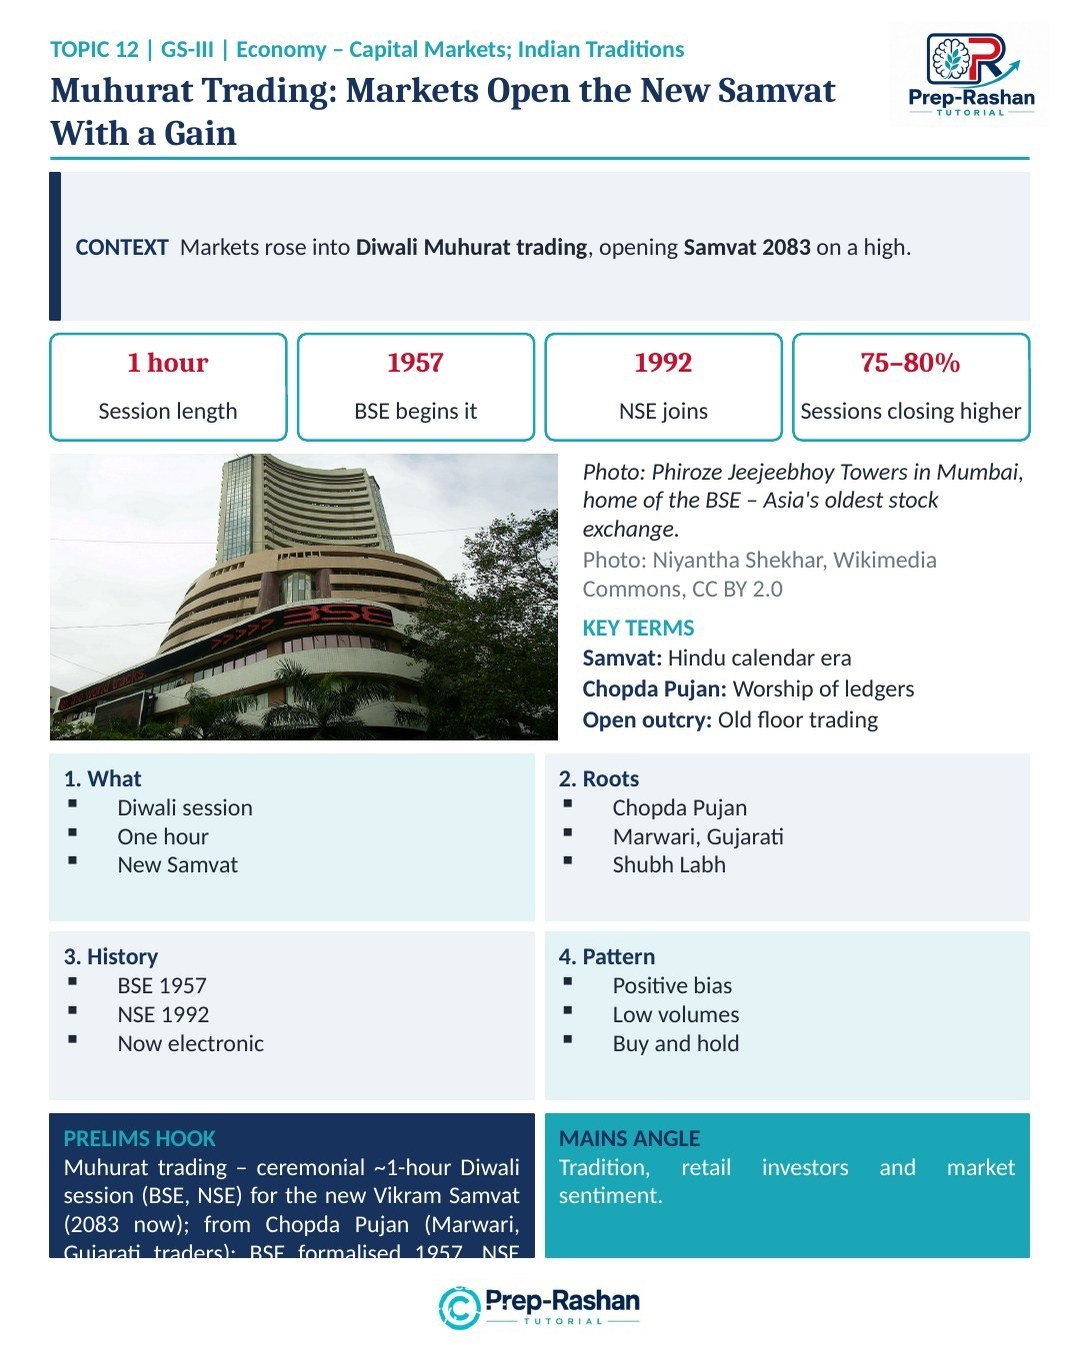 TOPIC 12 | GS-III | Economy – Capital Markets; Indian Traditions
Muhurat Trading: Markets Open the New Samvat
With a Gain
Prep-Rashan
TUTORIAL
CONTEXT Markets rose into Diwali Muhurat trading, opening Samvat 2083 on a high.
1 hour
Session length
1957
BSE begins it
1992
NSE joins
75–80%
Sessions closing higher
BSE
Photo: Phiroze Jeejeebhoy Towers in Mumbai,
home of the BSE – Asia's oldest stock
exchange.
Photo: Niyantha Shekhar, Wikimedia
Commons, CC BY 2.0
KEY TERMS
Samvat: Hindu calendar era
Chopda Pujan: Worship of ledgers
Open outcry: Old floor trading
1. What
▪ Diwali session
▪ One hour
▪ New Samvat
2. Roots
▪ Chopda Pujan
▪ Marwari, Gujarati
▪ Shubh Labh
3. History
▪ BSE 1957
▪ NSE 1992
▪ Now electronic
4. Pattern
▪ Positive bias
▪ Low volumes
▪ Buy and hold
PRELIMS HOOK
Muhurat trading – ceremonial ~1-hour Diwali
session (BSE, NSE) for the new Vikram Samvat
(2083 now); from Chopda Pujan (Marwari,
Gujarati traders); BSE formalised 1957, NSE
MAINS ANGLE
Tradition, retail investors and market
sentiment.
Prep-Rashan
TUTORIAL